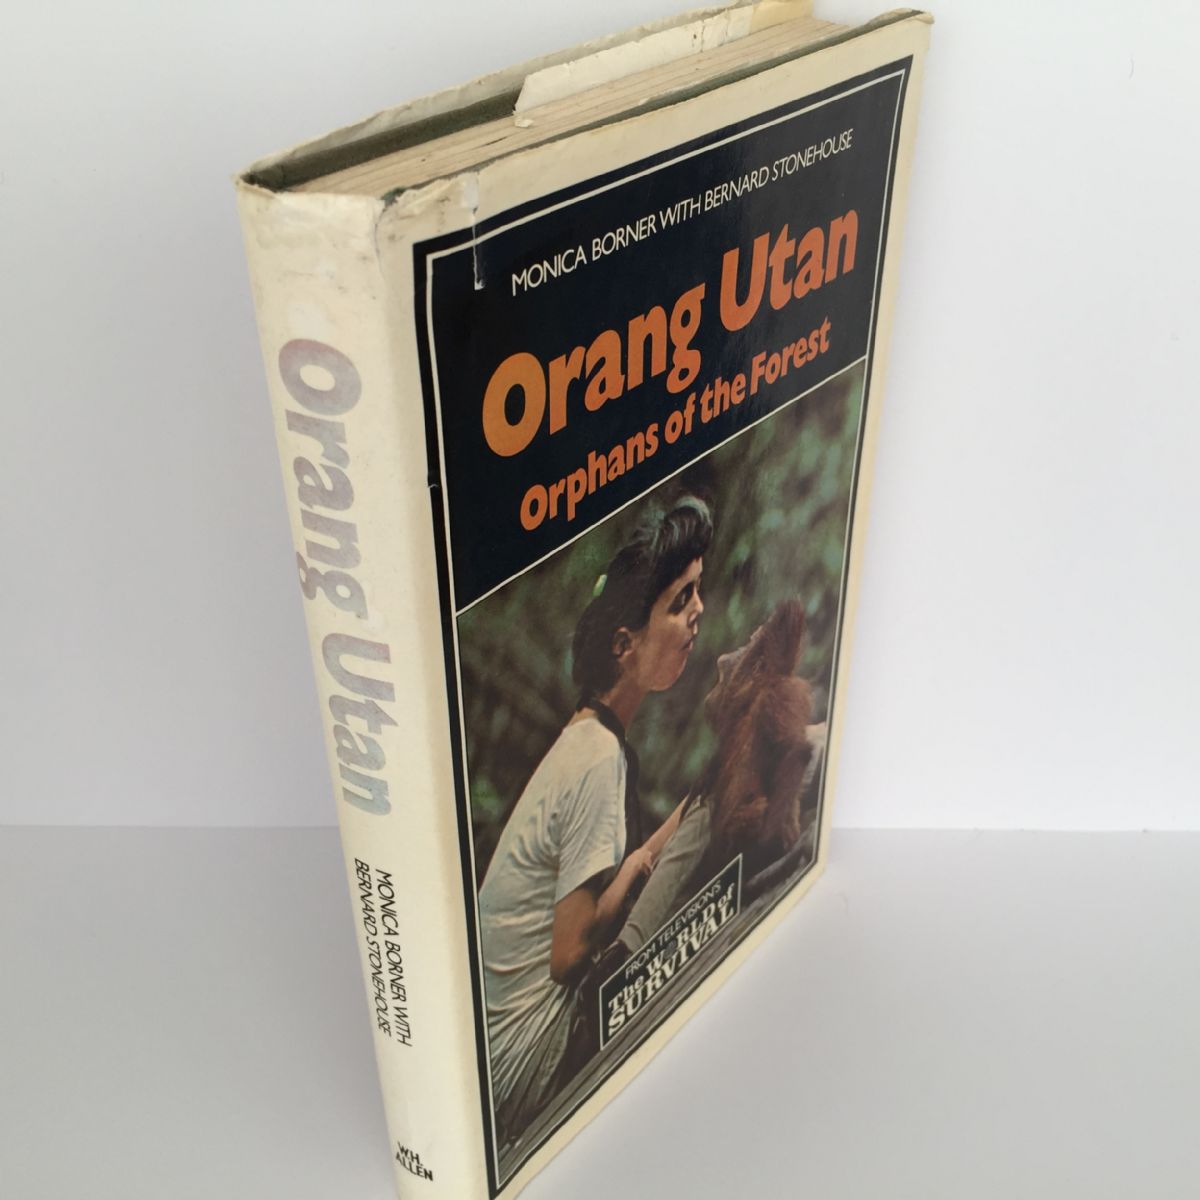 MONICA BORNER WITH BERNARD STONEHOUSE
Orang Utan
Orphans of the Forest
FROM TELEVISION'S
The WORLD of
SURVIVAL
Orang Utan
MONICA BORNER WITH
BERNARD STONEHOUSE
W.H.
ALLEN